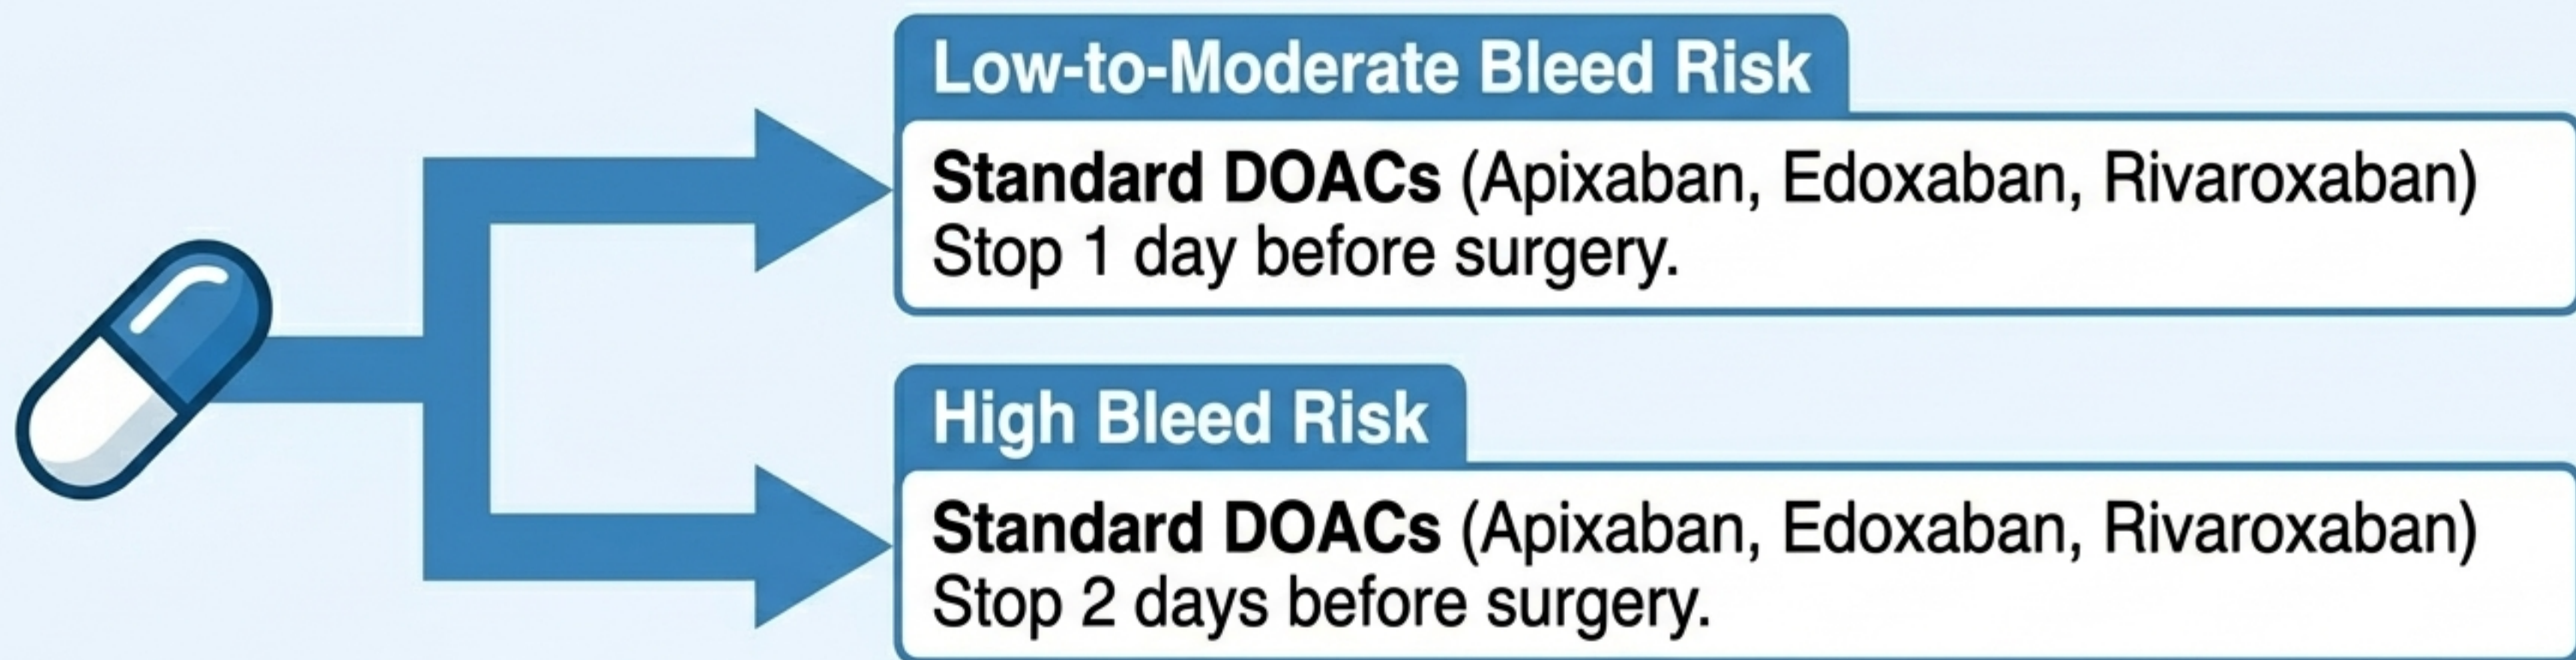 Low-to-Moderate Bleed Risk
Standard DOACs (Apixaban, Edoxaban, Rivaroxaban)
Stop 1 day before surgery.
High Bleed Risk
Standard DOACs (Apixaban, Edoxaban, Rivaroxaban)
Stop 2 days before surgery.